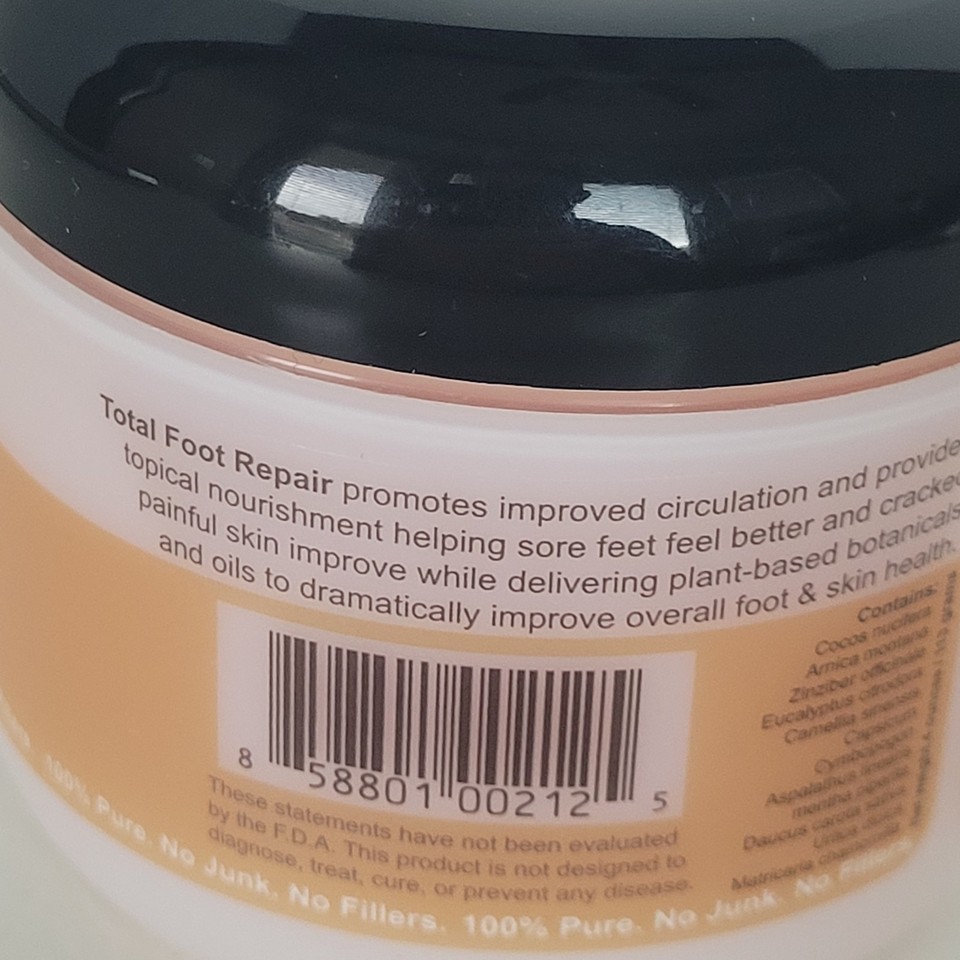 Total Foot Repair promotes improved circulation and provide
topical nourishment helping sore feet feel better and cracked
painful skin improve while delivering plant-based botanicals
and oils to dramatically improve overall foot & skin health.
Contains:
Cocos nucifera
Arnica montana
Zinziber officinale
Eucalyptus citriodora
Camellia sinensis
Capsicum
Cymbopogon
Aspalathus linearis
mentha piperita
Daucus carota sativa
Matricaria
8 58801 00212 5
These statements have not been evaluated
by the F.D.A. This product is not designed to
diagnose, treat, cure, or prevent any disease.
100% Pure. No Junk. No Fillers. 100% Pure. No Junk. No Fillers.